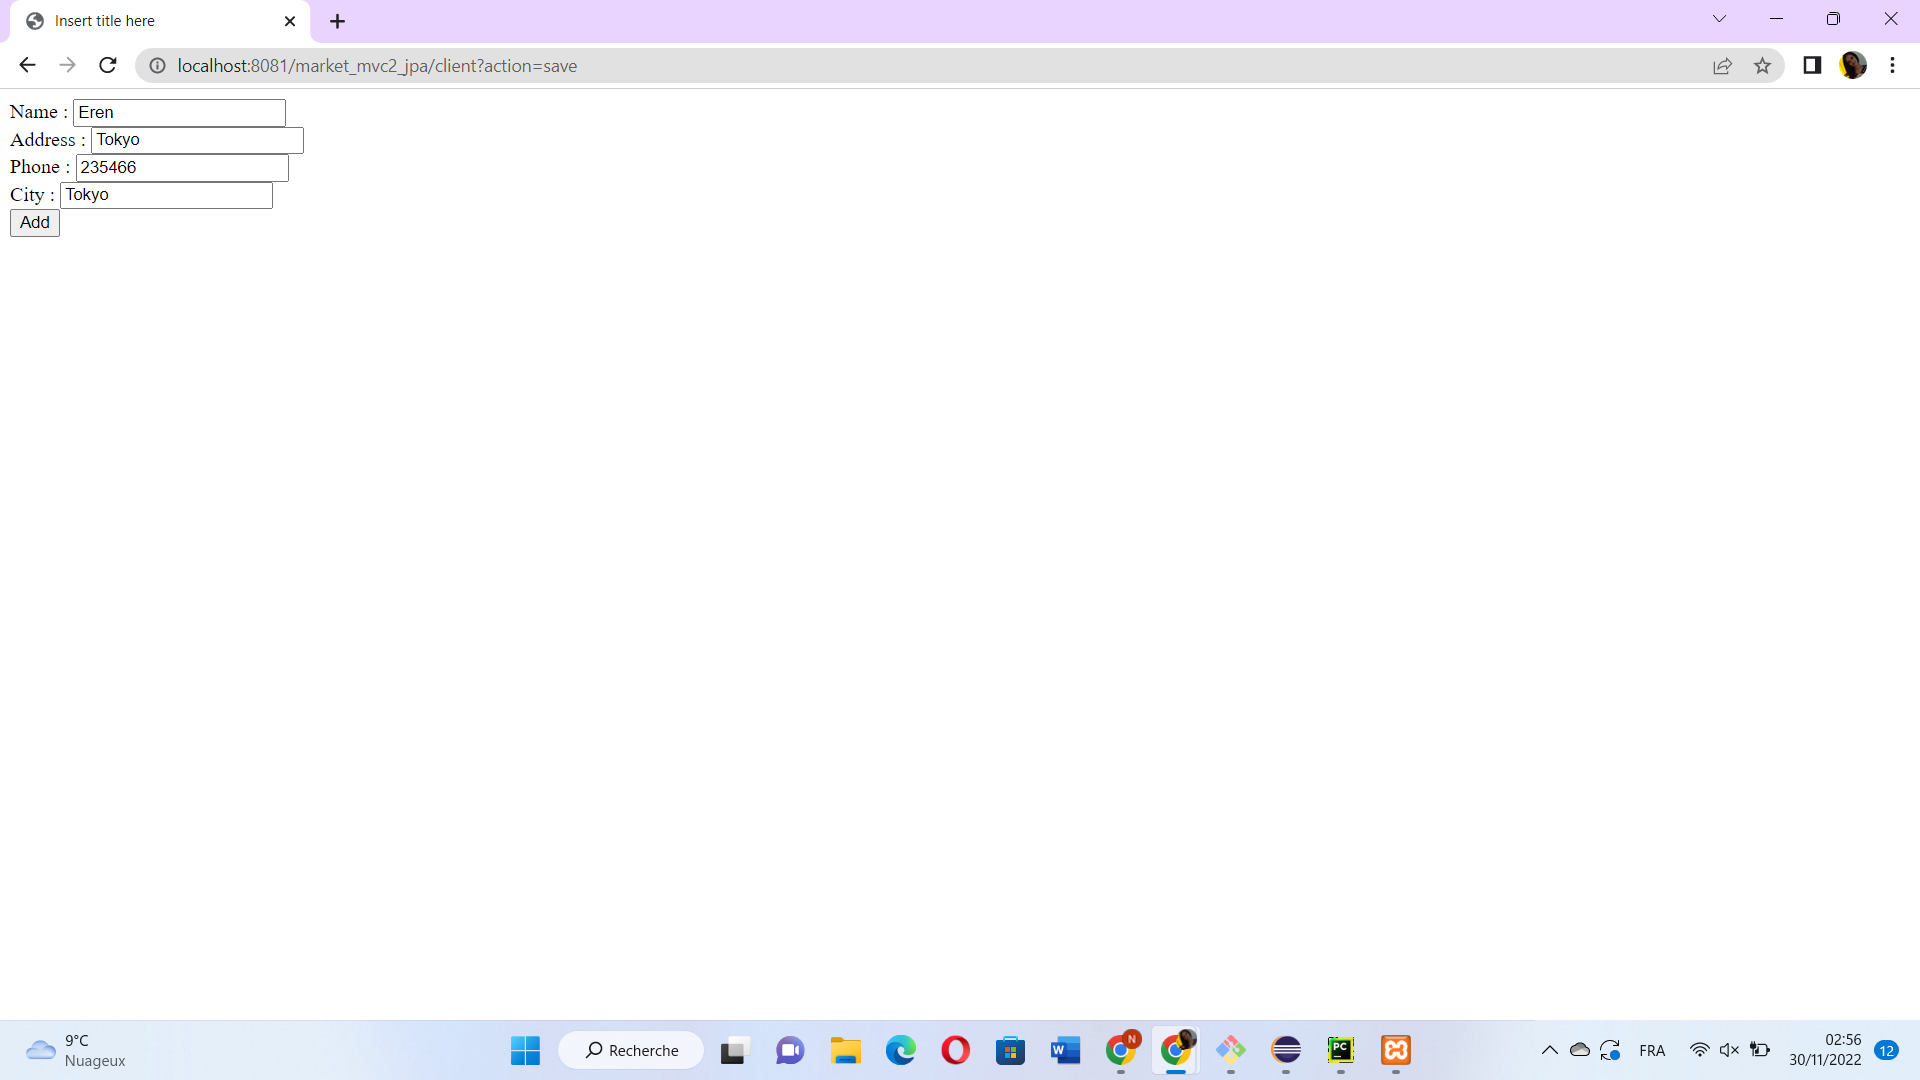 Insert title here
localhost:8081/market_mvc2_jpa/client?action=save
Name : Eren
Address : Tokyo
Phone : 235466
City : Tokyo
Add
9°C
Nuageux
Recherche
W
N
PC
FRA
02:56
30/11/2022
12